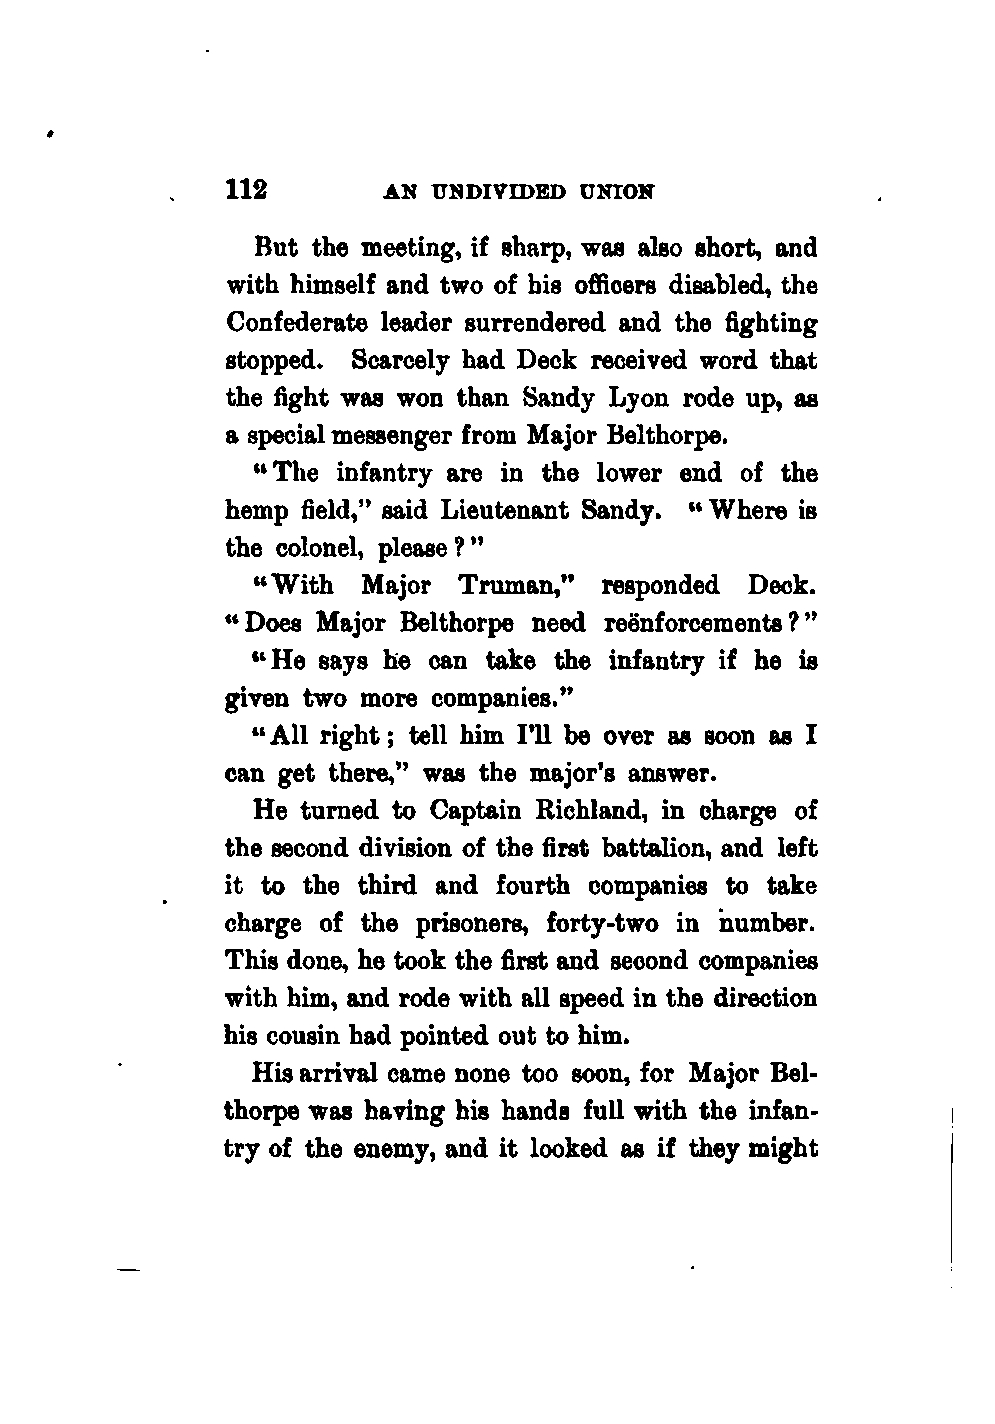 112 AN UNDIVIDED UNION
But the meeting, if sharp, was also short, and
with himself and two of his officers disabled, the
Confederate leader surrendered and the fighting
stopped. Scarcely had Deck received word that
the fight was won than Sandy Lyon rode up, as
a special messenger from Major Belthorpe.
“The infantry are in the lower end of the
hemp field,” said Lieutenant Sandy. “Where is
the colonel, please?”
“With Major Truman,” responded Deck.
“Does Major Belthorpe need reënforcements?”
“He says he can take the infantry if he is
given two more companies.”
“All right; tell him I'll be over as soon as I
can get there,” was the major's answer.
He turned to Captain Richland, in charge of
the second division of the first battalion, and left
it to the third and fourth companies to take
charge of the prisoners, forty-two in number.
This done, he took the first and second companies
with him, and rode with all speed in the direction
his cousin had pointed out to him.
His arrival came none too soon, for Major Bel-
thorpe was having his hands full with the infan-
try of the enemy, and it looked as if they might